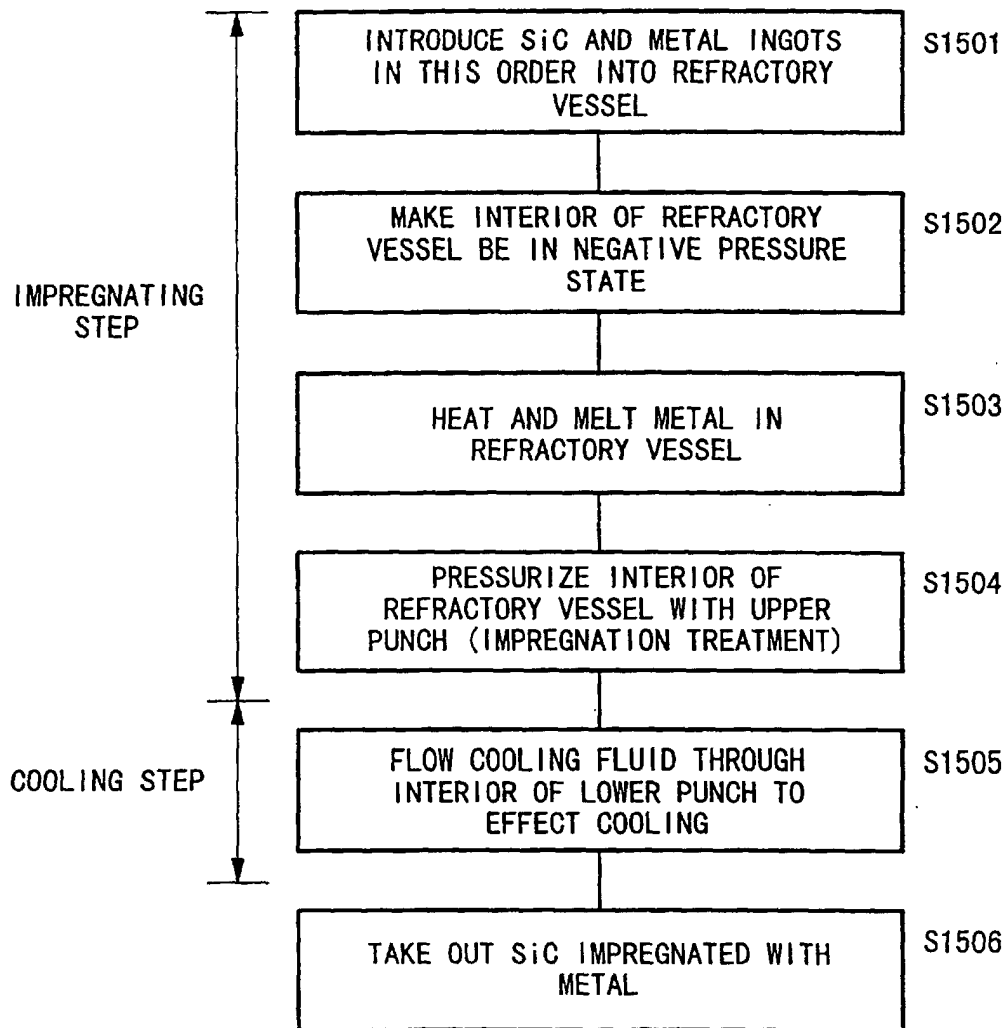 INTRODUCE SiC AND METAL INGOTS
IN THIS ORDER INTO REFRACTORY
VESSEL
S1501
MAKE INTERIOR OF REFRACTORY
VESSEL BE IN NEGATIVE PRESSURE
STATE
S1502
IMPREGNATING
STEP
HEAT AND MELT METAL IN
REFRACTORY VESSEL
S1503
PRESSURIZE INTERIOR OF
REFRACTORY VESSEL WITH UPPER
PUNCH (IMPREGNATION TREATMENT)
S1504
COOLING STEP
FLOW COOLING FLUID THROUGH
INTERIOR OF LOWER PUNCH TO
EFFECT COOLING
S1505
TAKE OUT SiC IMPREGNATED WITH
METAL
S1506